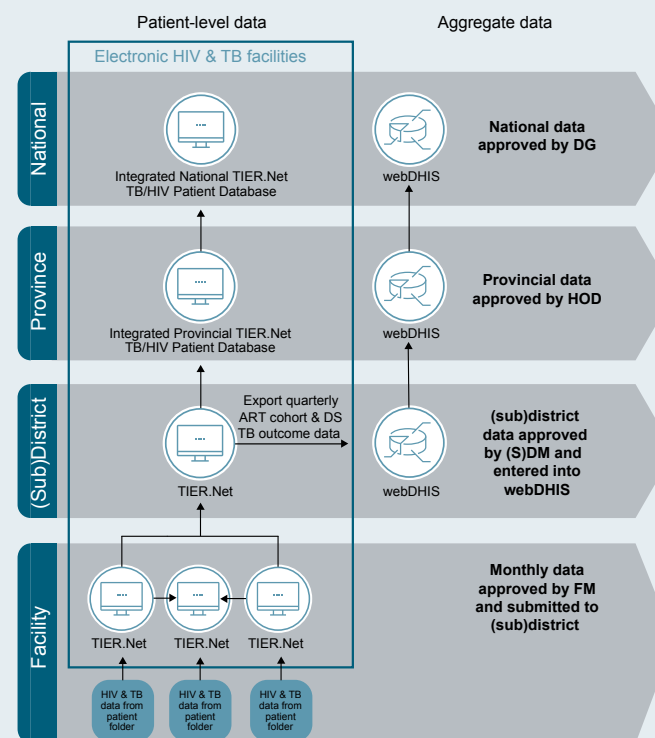 Patient-level data
Aggregate data
Electronic HIV & TB facilities
National
Integrated National TIER.Net
TB/HIV Patient Database
webDHIS
National data
approved by DG
Province
Integrated Provincial TIER.Net
TB/HIV Patient Database
webDHIS
Provincial data
approved by HOD
(Sub)District
TIER.Net
Export quarterly
ART cohort & DS
TB outcome data
webDHIS
(sub)district
data approved
by (S)DM and
entered into
webDHIS
Facility
TIER.Net
TIER.Net
TIER.Net
Monthly data
approved by FM
and submitted to
(sub)district
HIV & TB
data from
patient
folder
HIV & TB
data from
patient
folder
HIV & TB
data from
patient
folder